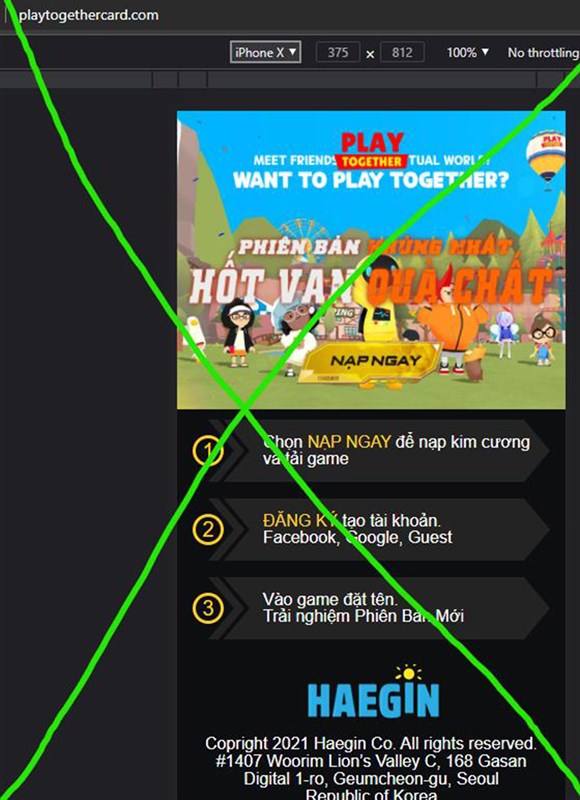 playtogethercard.com
iPhone X ▼ 375 x 812 100% ▼ No throttling
PLAY
MEET FRIENDS TOGETHER TUAL WORLD?
WANT TO PLAY TOGETHER?
PLAY
PHIÊN BẢN KHỦNG NHẤT
HỐT VẠN QUÀ CHẤT
PING
NẠP NGAY
1
Chọn NẠP NGAY để nạp kim cương
và tải game
2
ĐĂNG KÝ tạo tài khoản.
Facebook, Google, Guest
3
Vào game đặt tên.
Trải nghiệm Phiên Bản Mới
HAEGIN
Copright 2021 Haegin Co. All rights reserved.
#1407 Woorim Lion's Valley C, 168 Gasan
Digital 1-ro, Geumcheon-gu, Seoul
Republic of Korea